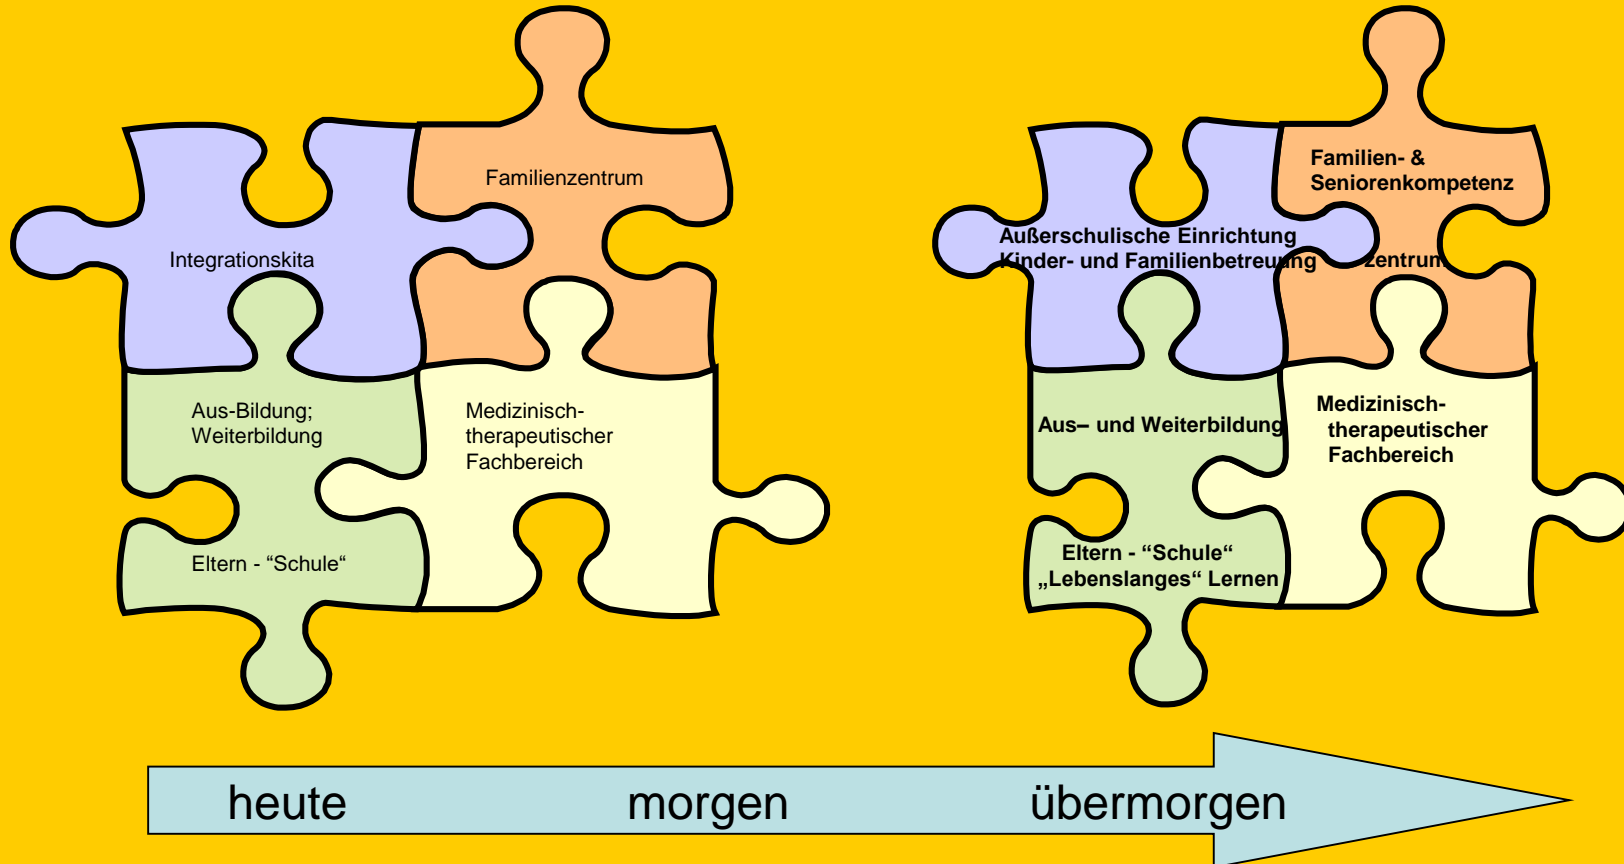 Familienzentrum
Integrationskita
Aus-Bildung;
Weiterbildung
Medizinisch-
therapeutischer
Fachbereich
Eltern - “Schule“
Familien- &
Seniorenkompetenz
zentrum
Außerschulische Einrichtung
Kinder- und Familienbetreuung
Aus– und Weiterbildung
Medizinisch-
therapeutischer
Fachbereich
Eltern - “Schule“
„Lebenslanges“ Lernen
heute morgen übermorgen